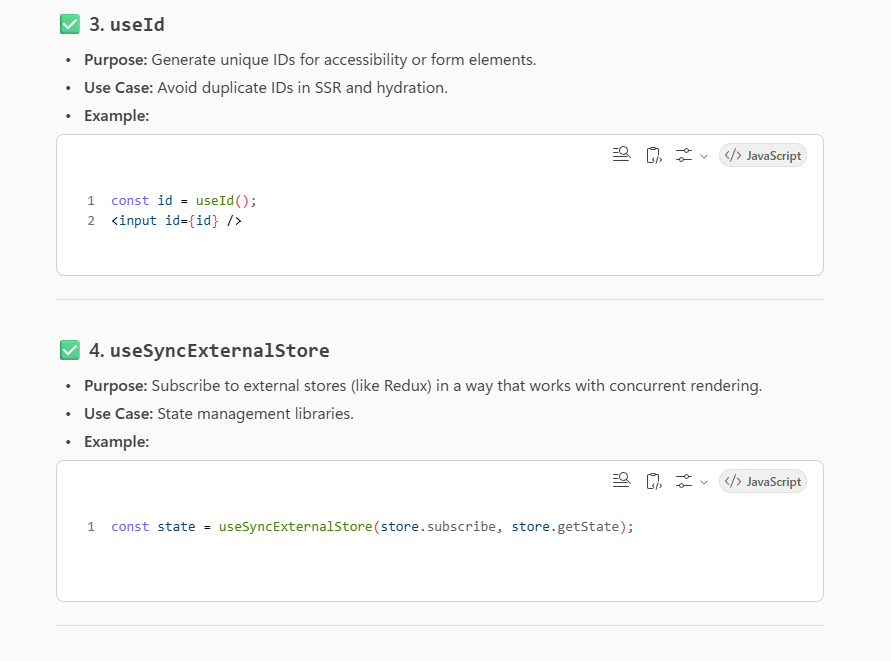 ✅ 3. useId
• Purpose: Generate unique IDs for accessibility or form elements.
• Use Case: Avoid duplicate IDs in SSR and hydration.
• Example:
</> JavaScript
1 const id = useId();
2 <input id={id} />
✅ 4. useSyncExternalStore
• Purpose: Subscribe to external stores (like Redux) in a way that works with concurrent rendering.
• Use Case: State management libraries.
• Example:
</> JavaScript
1 const state = useSyncExternalStore(store.subscribe, store.getState);